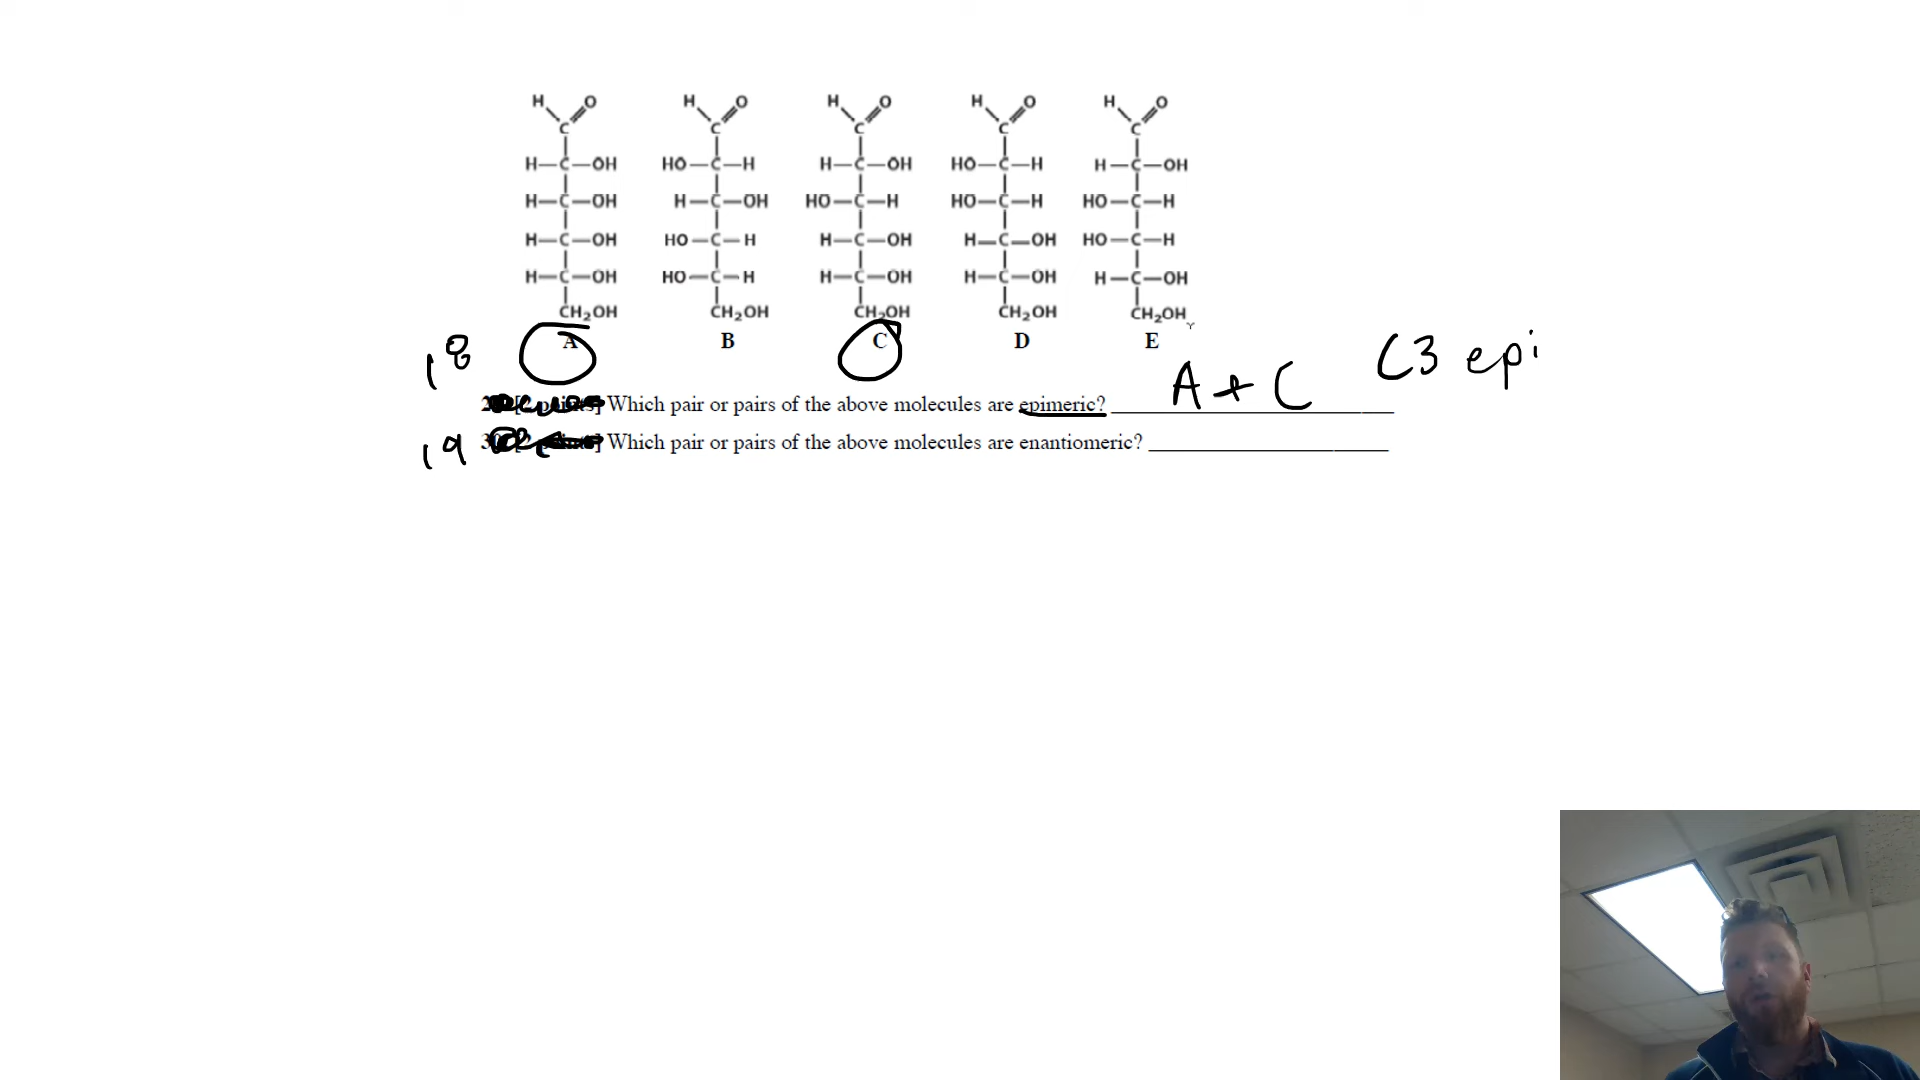 H O H O H O H O H O
C C C C C
H—C—OH HO—C—H H—C—OH HO—C—H H—C—OH
H—C—OH H—C—OH HO—C—H HO—C—H HO—C—H
H—C—OH HO—C—H H—C—OH H—C—OH HO—C—H
H—C—OH HO—C—H H—C—OH H—C—OH H—C—OH
CH₂OH CH₂OH CH₂OH CH₂OH CH₂OH
A B C D E
C3 epi
18 Which pair or pairs of the above molecules are epimeric? A + C
19 Which pair or pairs of the above molecules are enantiomeric?